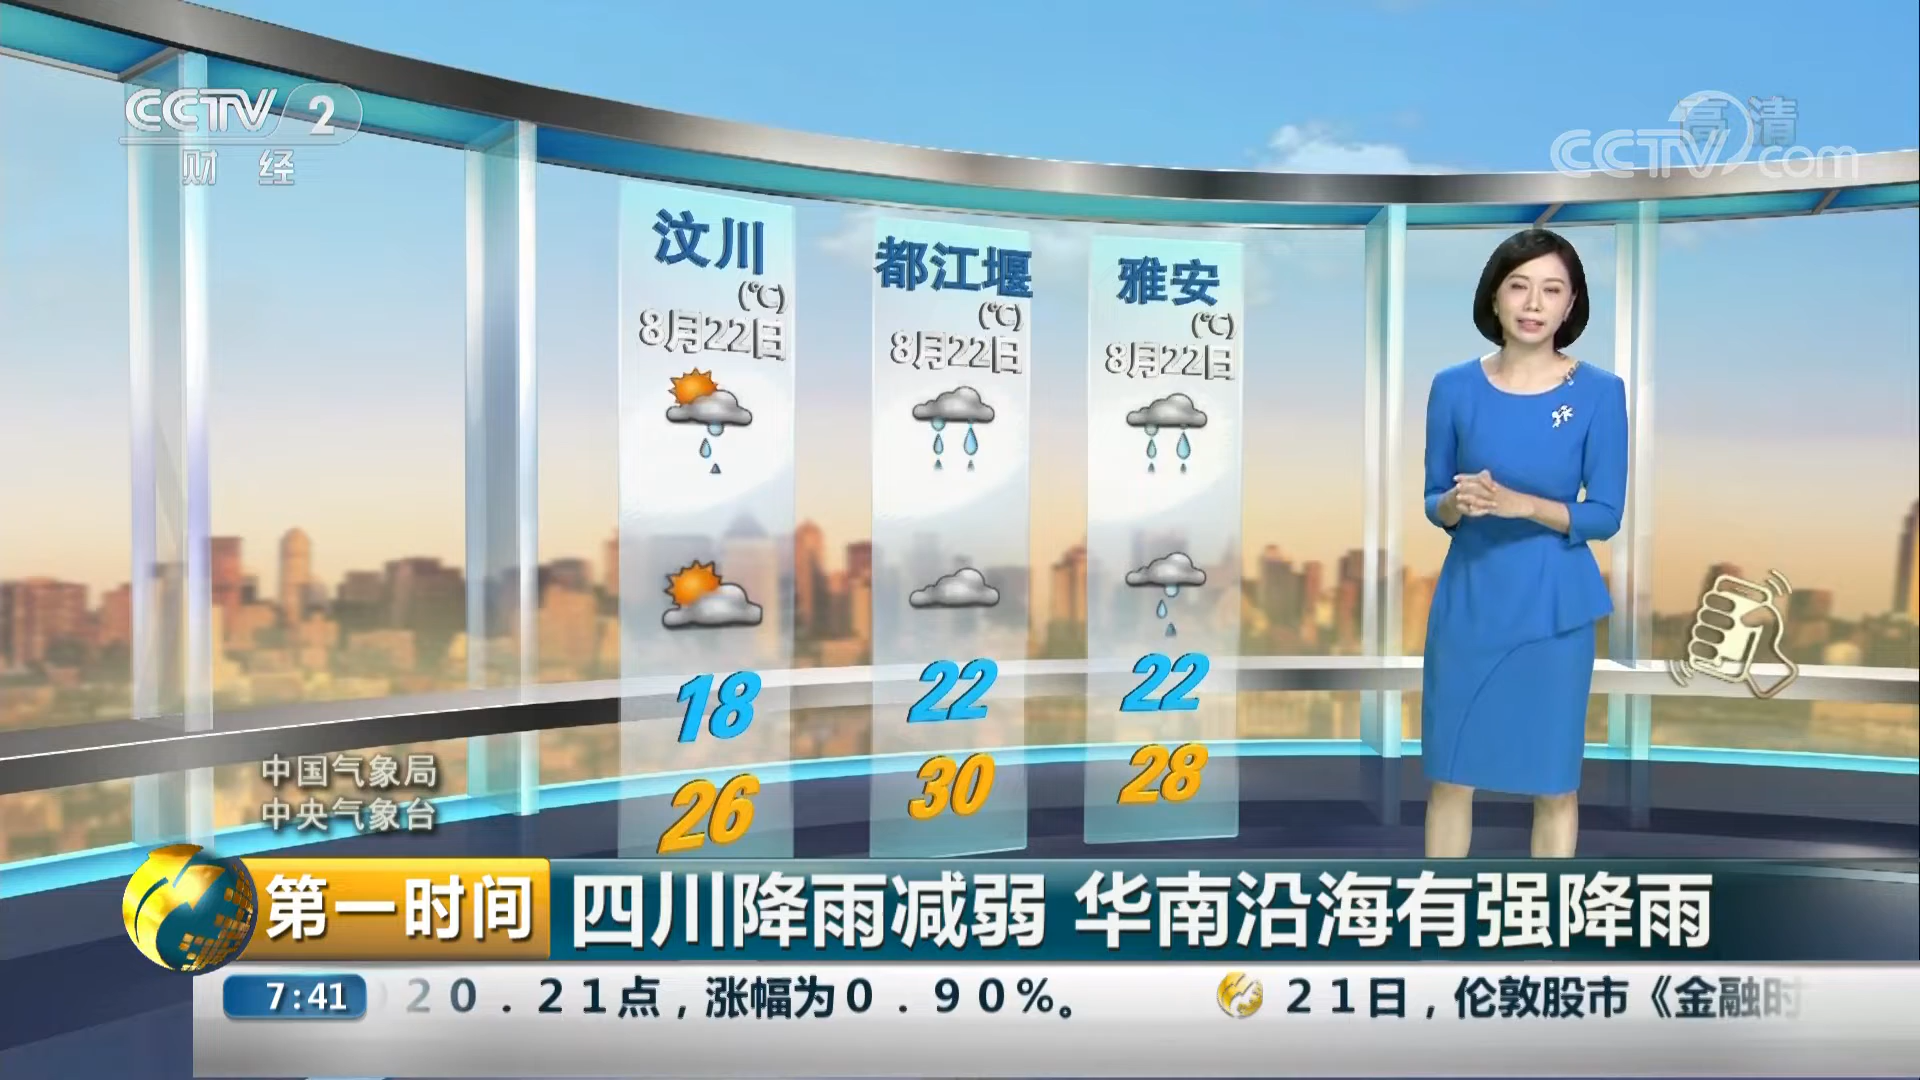 CCTV 2
财 经
高清
CCTV com
汶川
(℃)
8月22日
18
26
都江堰
(℃)
8月22日
22
30
雅安
(℃)
8月22日
22
28
中国气象局
中央气象台
第一时间
四川降雨减弱 华南沿海有强降雨
7:41
20.21点,涨幅为0.90%。
21日,伦敦股市《金融时